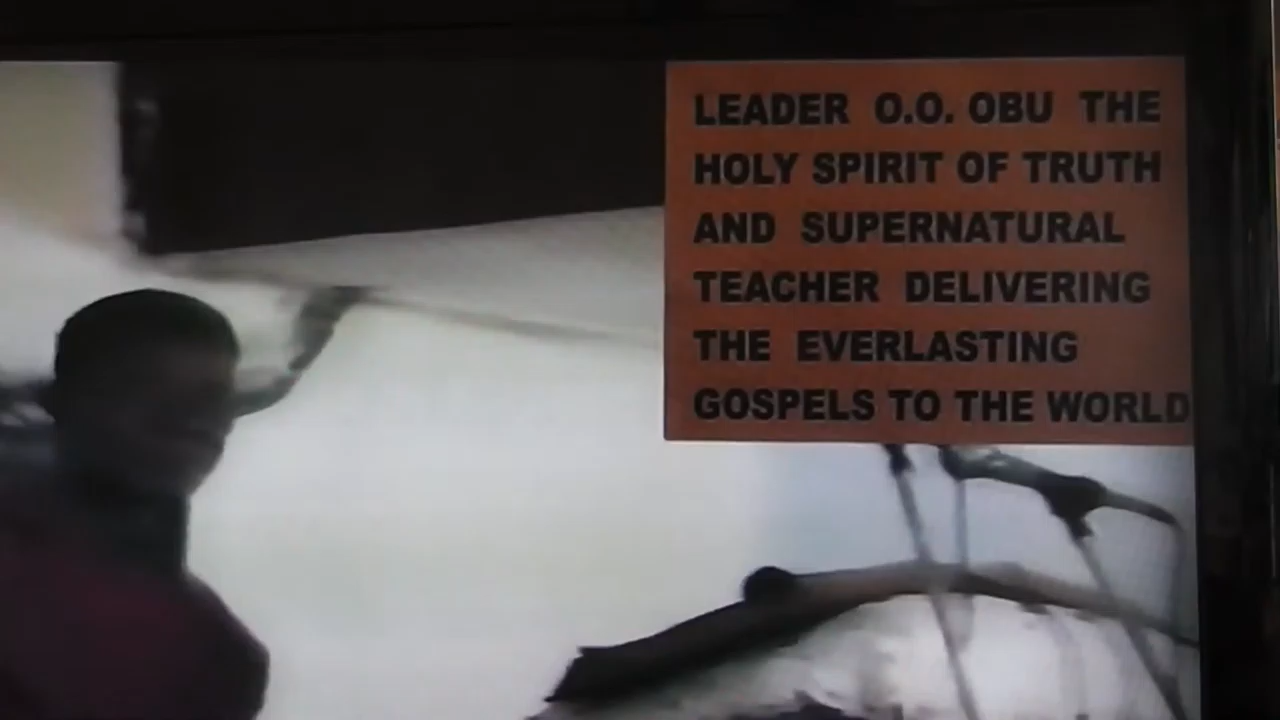 LEADER O.O. OBU THE
HOLY SPIRIT OF TRUTH
AND SUPERNATURAL
TEACHER DELIVERING
THE EVERLASTING
GOSPELS TO THE WORLD